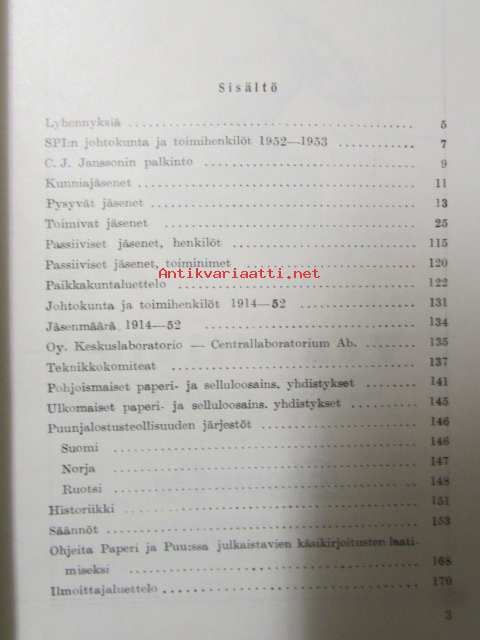 Sisältö
Lyhennyksiä 5
SPI:n johtokunta ja toimihenkilöt 1952—1953 7
C. J. Janssonin palkinto 9
Kunniajäsenet 11
Pysyvät jäsenet 13
Toimivat jäsenet 25
Passiiviset jäsenet, henkilöt 115
Passiiviset jäsenet, toiminimet 120
Antikvariaatti.net
Paikkakuntaluettelo 122
Johtokunta ja toimihenkilöt 1914—52 131
Jäsenmäärä 1914—52 134
Oy. Keskuslaboratorio — Centrallaboratorium Ab. 135
Teknikkokomiteat 137
Pohjoismaiset paperi- ja selluloosains. yhdistykset 141
Ulkomaiset paperi- ja selluloosains. yhdistykset 145
Puunjalostusteollisuuden järjestöt 146
Suomi 146
Norja 147
Ruotsi 148
Historiikki 151
Säännöt 153
Ohjeita Paperi ja Puu:ssa julkaistavien käsikirjoitusten laati-
miseksi 168
Ilmoittajaluettelo 170
3